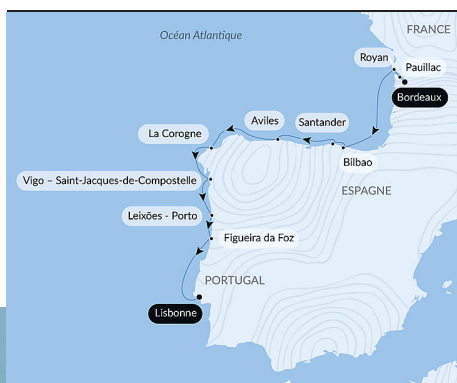 FRANCE
Océan Atlantique
Royan
Pauillac
Bordeaux
Aviles
Santander
La Corogne
Bilbao
Vigo – Saint-Jacques-de-Compostelle
ESPAGNE
Leixões - Porto
Figueira da Foz
PORTUGAL
Lisbonne